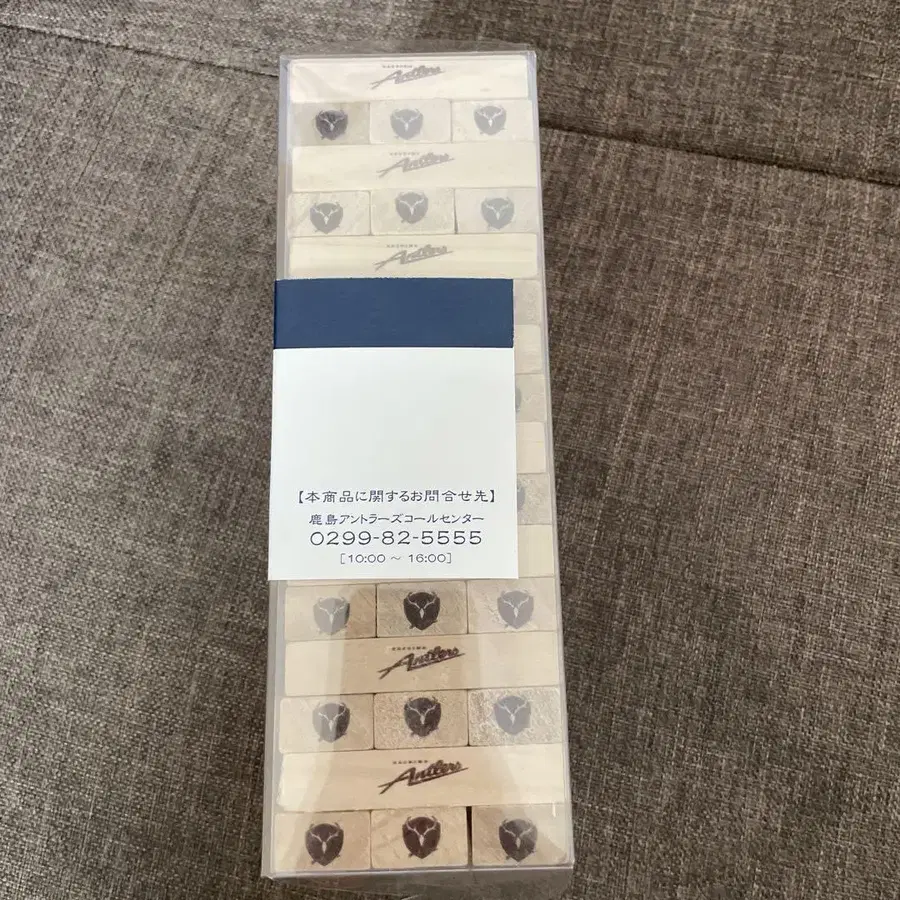 Antlers
Antlers
Antlers
【本商品に関するお問合せ先】
鹿島アントラーズコールセンター
0299-82-5555
[10:00 ～ 16:00]
Antlers
Antlers